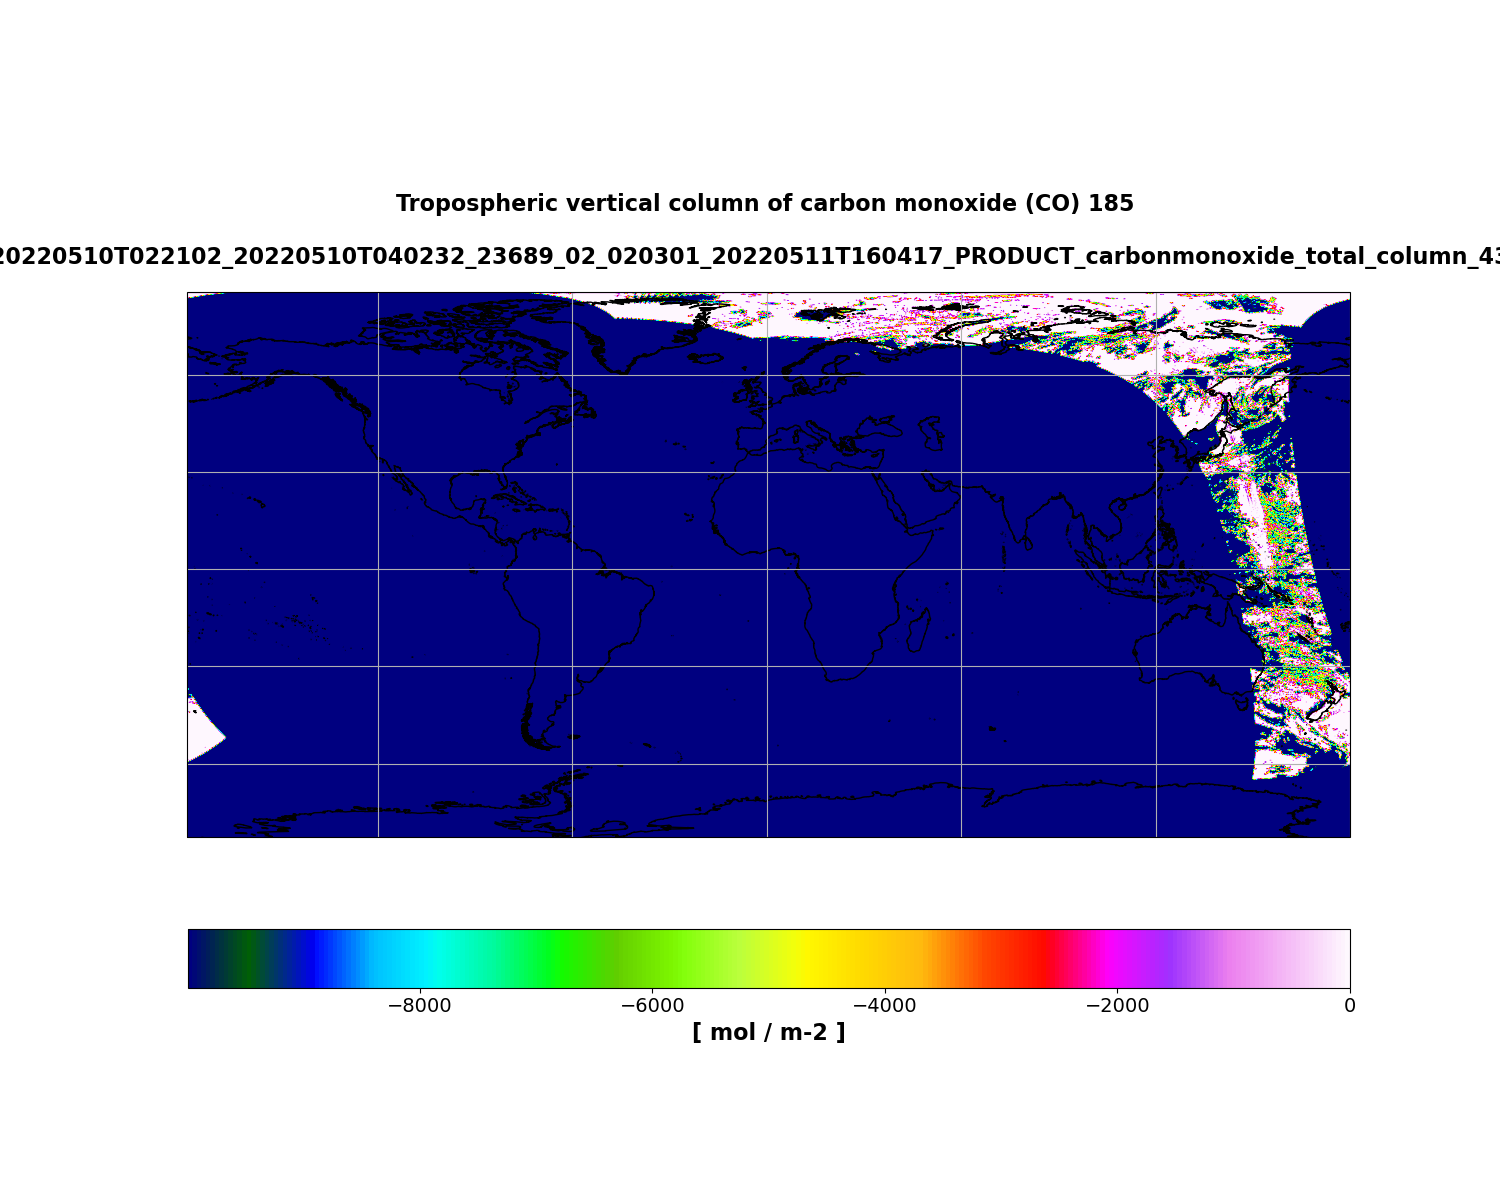 Tropospheric vertical column of carbon monoxide (CO) 185
20220510T022102_20220510T040232_23689_02_020301_20220511T160417_PRODUCT_carbonmonoxide_total_column_43
−8000 −6000 −4000 −2000 0
[ mol / m-2 ]